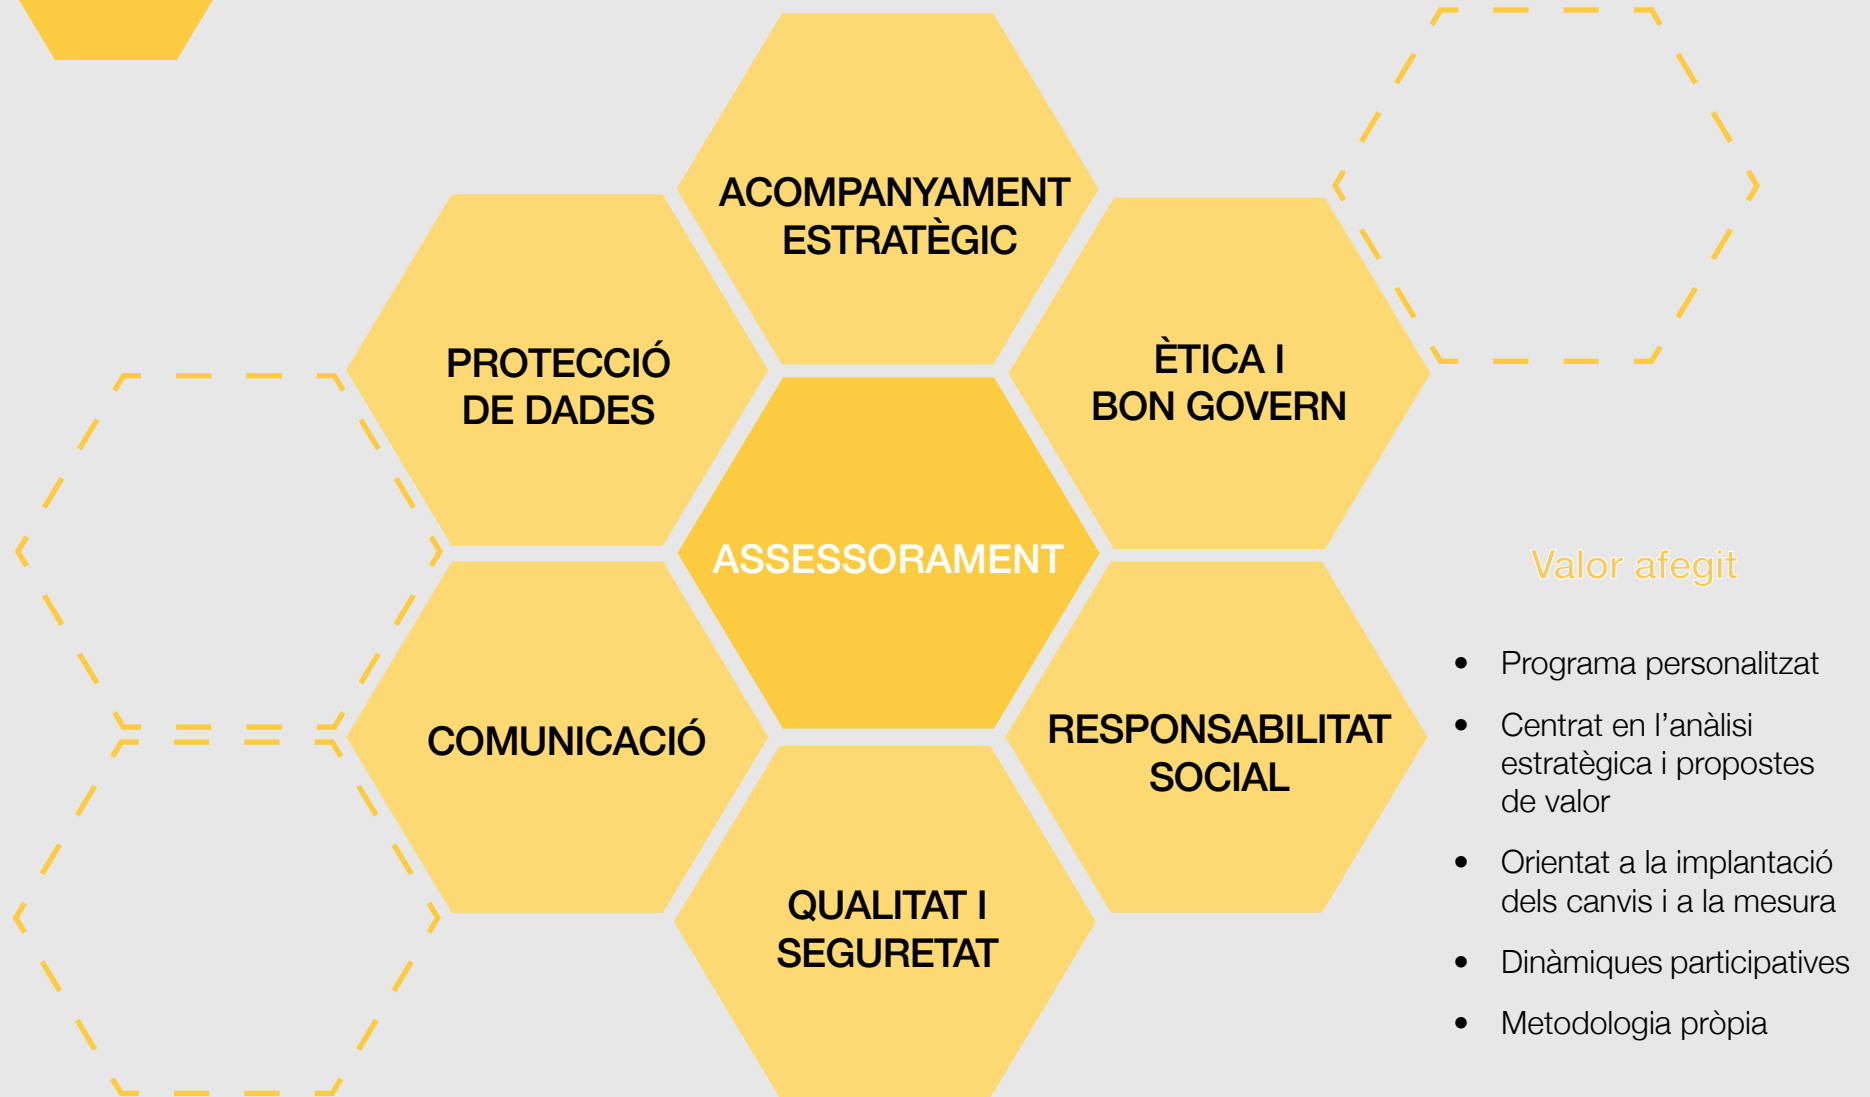 ACOMPANYAMENT
ESTRATÈGIC
PROTECCIÓ
DE DADES
ÈTICA I
BON GOVERN
ASSESSORAMENT
COMUNICACIÓ
RESPONSABILITAT
SOCIAL
QUALITAT I
SEGURETAT
Valor afegit
• Programa personalitzat
• Centrat en l’anàlisi
estratègica i propostes
de valor
• Orientat a la implantació
dels canvis i a la mesura
• Dinàmiques participatives
• Metodologia pròpia